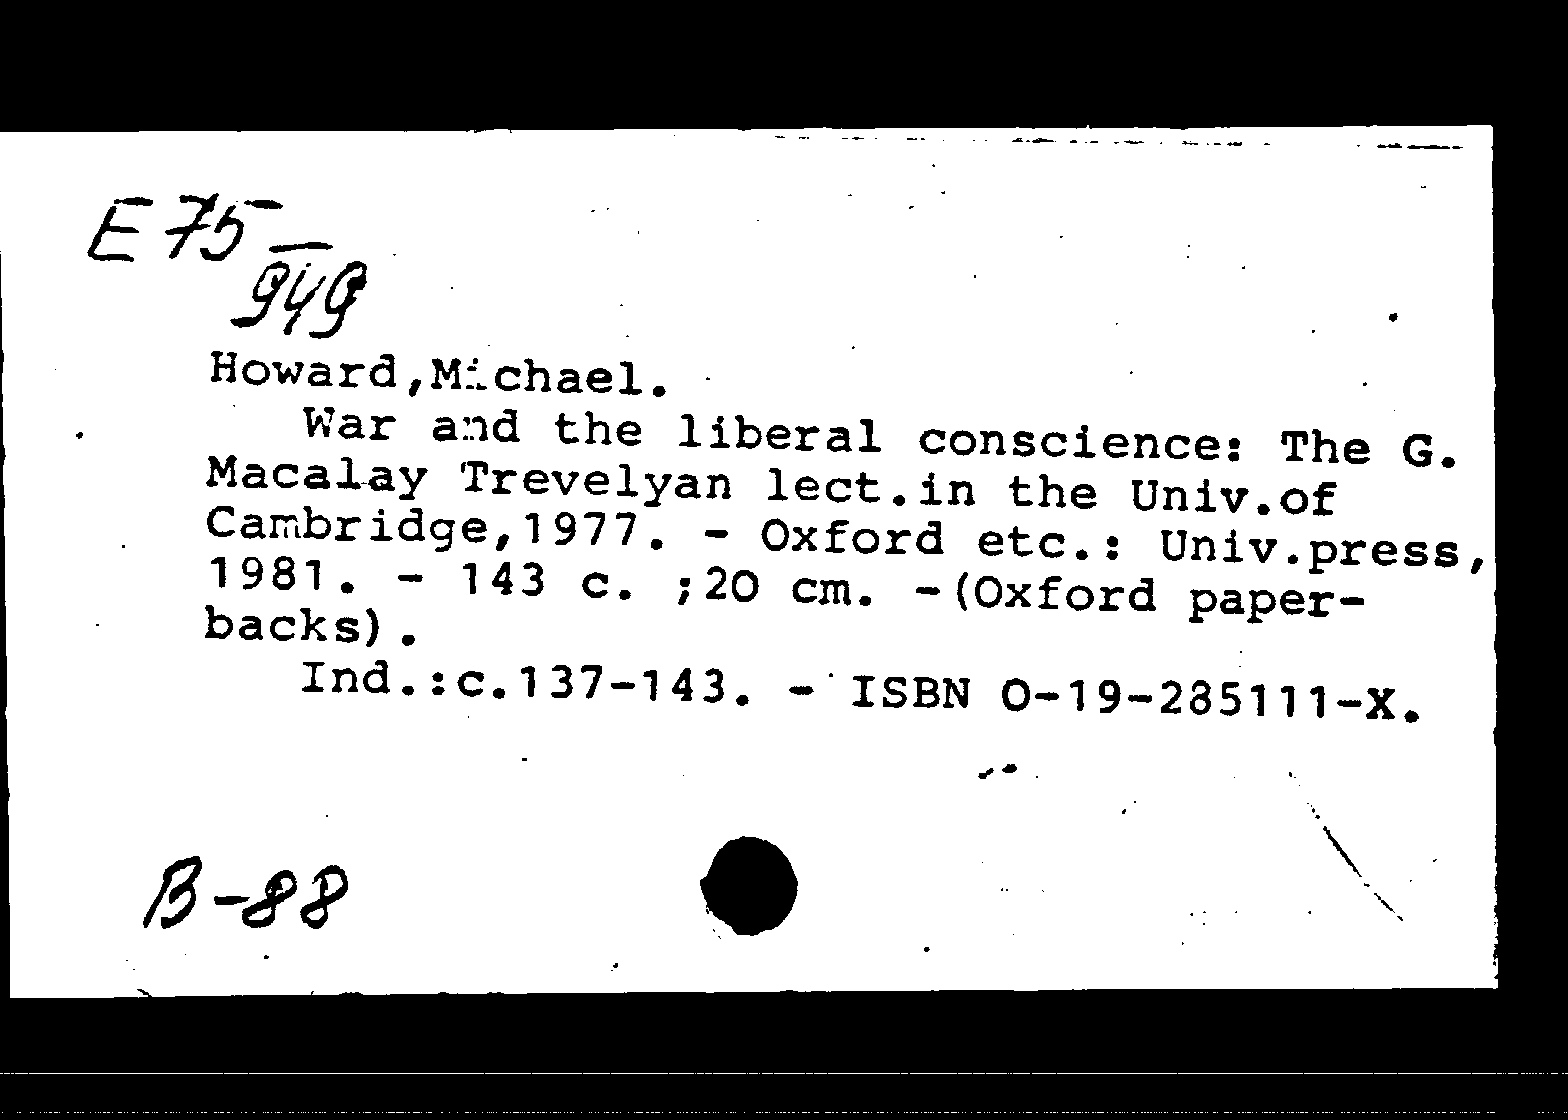 E 75-
949
Howard,Michael.
War and the liberal conscience: The G.
Macalay Trevelyan lect.in the Univ.of
Cambridge,1977. - Oxford etc.: Univ.press,
1981. - 143 c. ;20 cm. -(Oxford paper-
backs).
Ind.:c.137-143. - ISBN 0-19-285111-X.
B-88